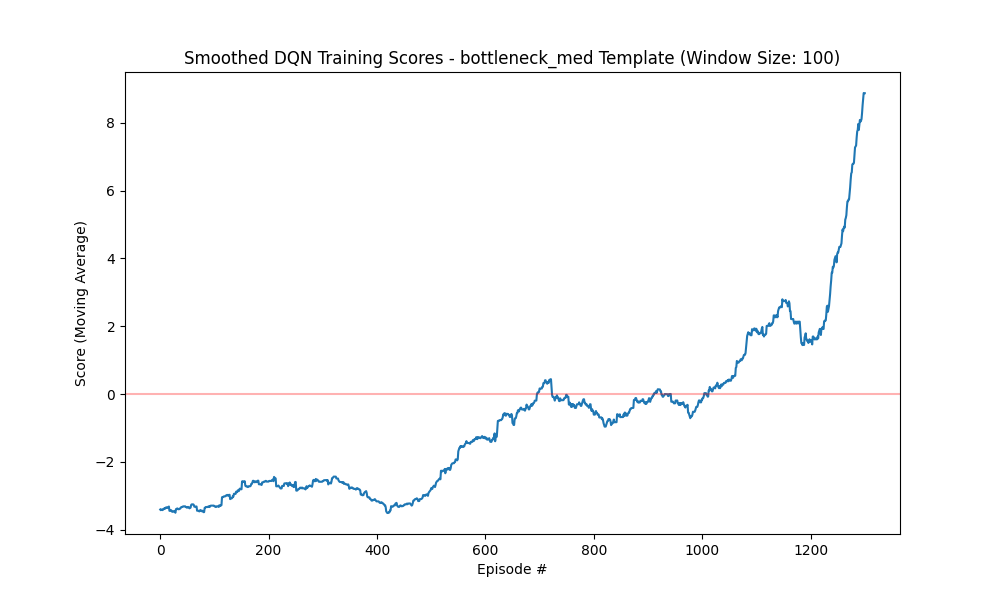 Smoothed DQN Training Scores - bottleneck_med Template (Window Size: 100)
Score (Moving Average)
8
6
4
2
0
−2
−4
0 200 400 600 800 1000 1200
Episode #